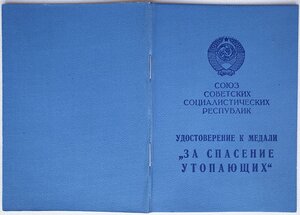 СОЮЗ
СОВЕТСКИХ
СОЦИАЛИСТИЧЕСКИХ
РЕСПУБЛИК
УДОСТОВЕРЕНИЕ К МЕДАЛИ
„ЗА СПАСЕНИЕ
УТОПАЮЩИХ“